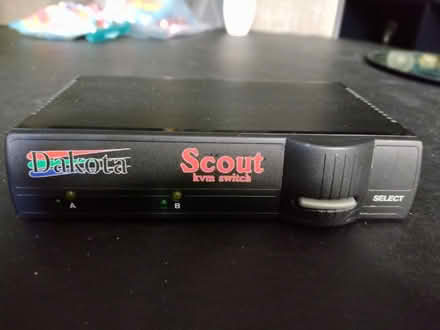 Dakota
Scout
kvm switch
A
B
SELECT